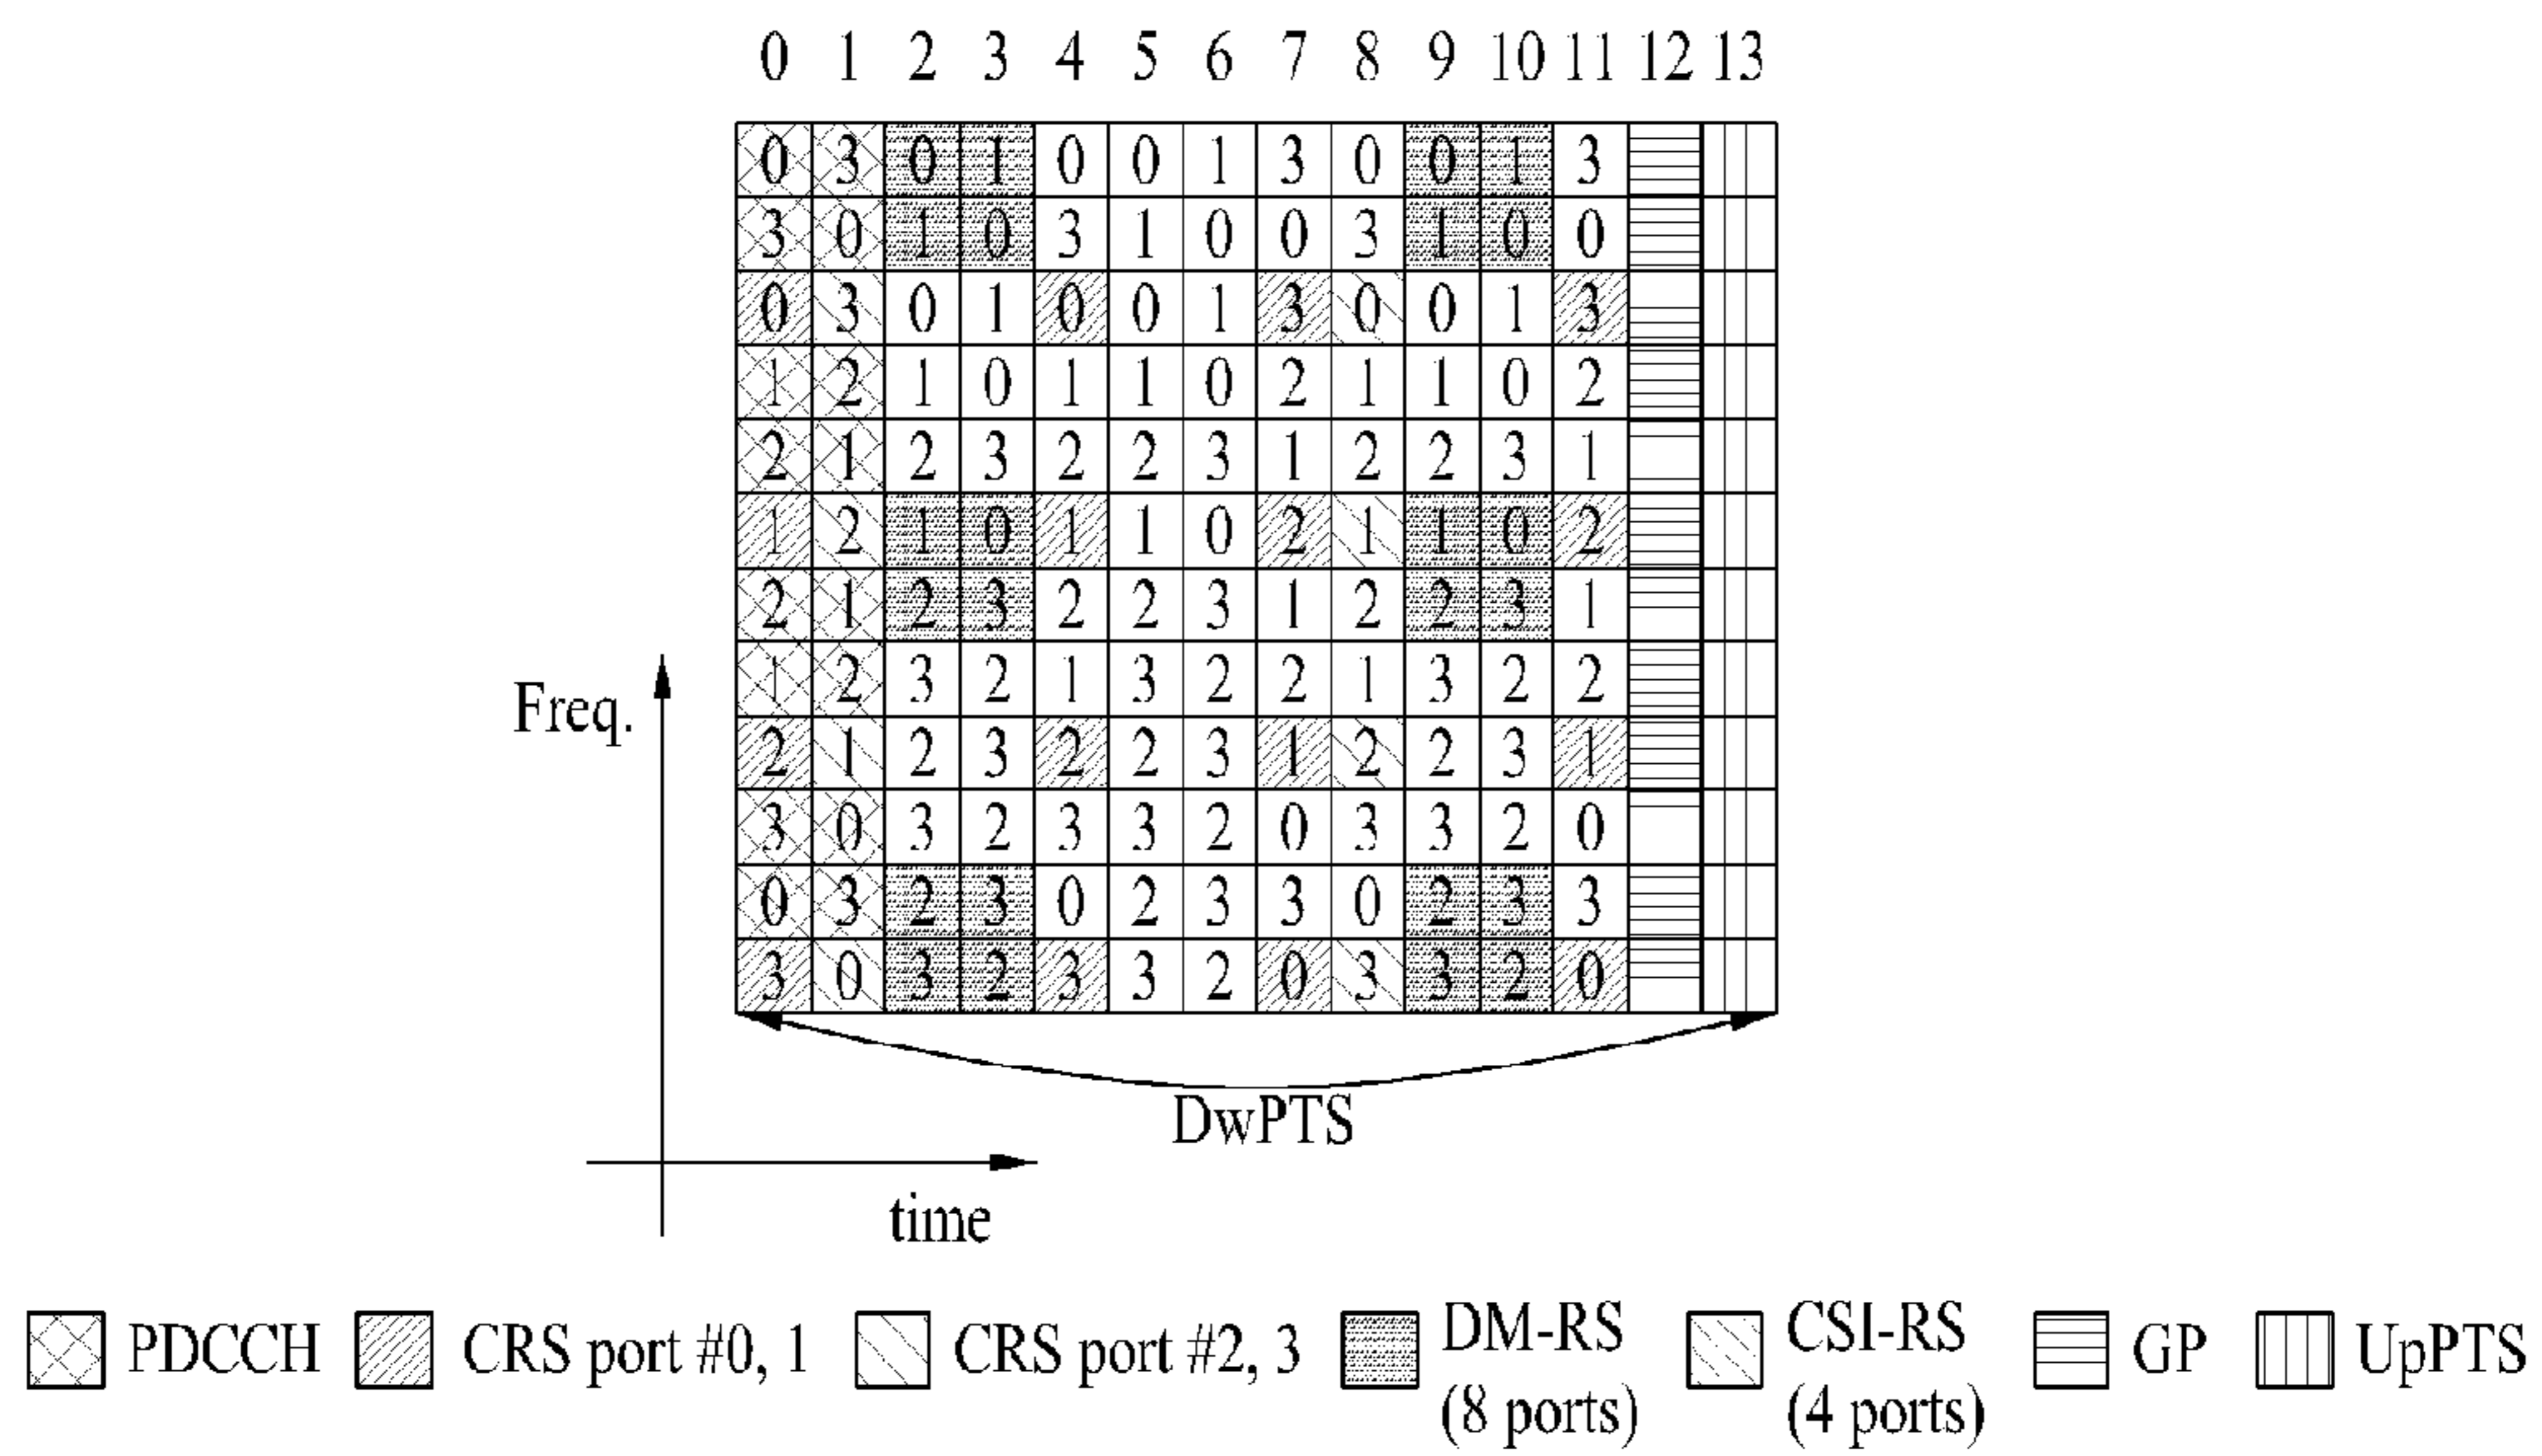 0 1 2 3 4 5 6 7 8 9 10 11 12 13
0 3 0 1 0 0 1 3 0 0 1 3
3 0 1 0 3 1 0 0 3 1 0 0
0 3 0 1 0 0 1 3 0 0 1 3
1 2 1 0 1 1 0 2 1 1 0 2
2 1 2 3 2 2 3 1 2 2 3 1
1 2 1 0 1 1 0 2 1 1 0 2
2 1 2 3 2 2 3 1 2 2 3 1
1 2 3 2 1 3 2 2 1 3 2 2
2 1 2 3 2 2 3 1 2 2 3 1
3 0 3 2 3 3 2 0 3 3 2 0
0 3 2 3 0 2 3 3 0 2 3 3
3 0 3 2 3 3 2 0 3 3 2 0
Freq.
DwPTS
time
PDCCH
CRS port #0, 1
CRS port #2, 3
DM-RS
(8 ports)
CSI-RS
(4 ports)
GP
UpPTS